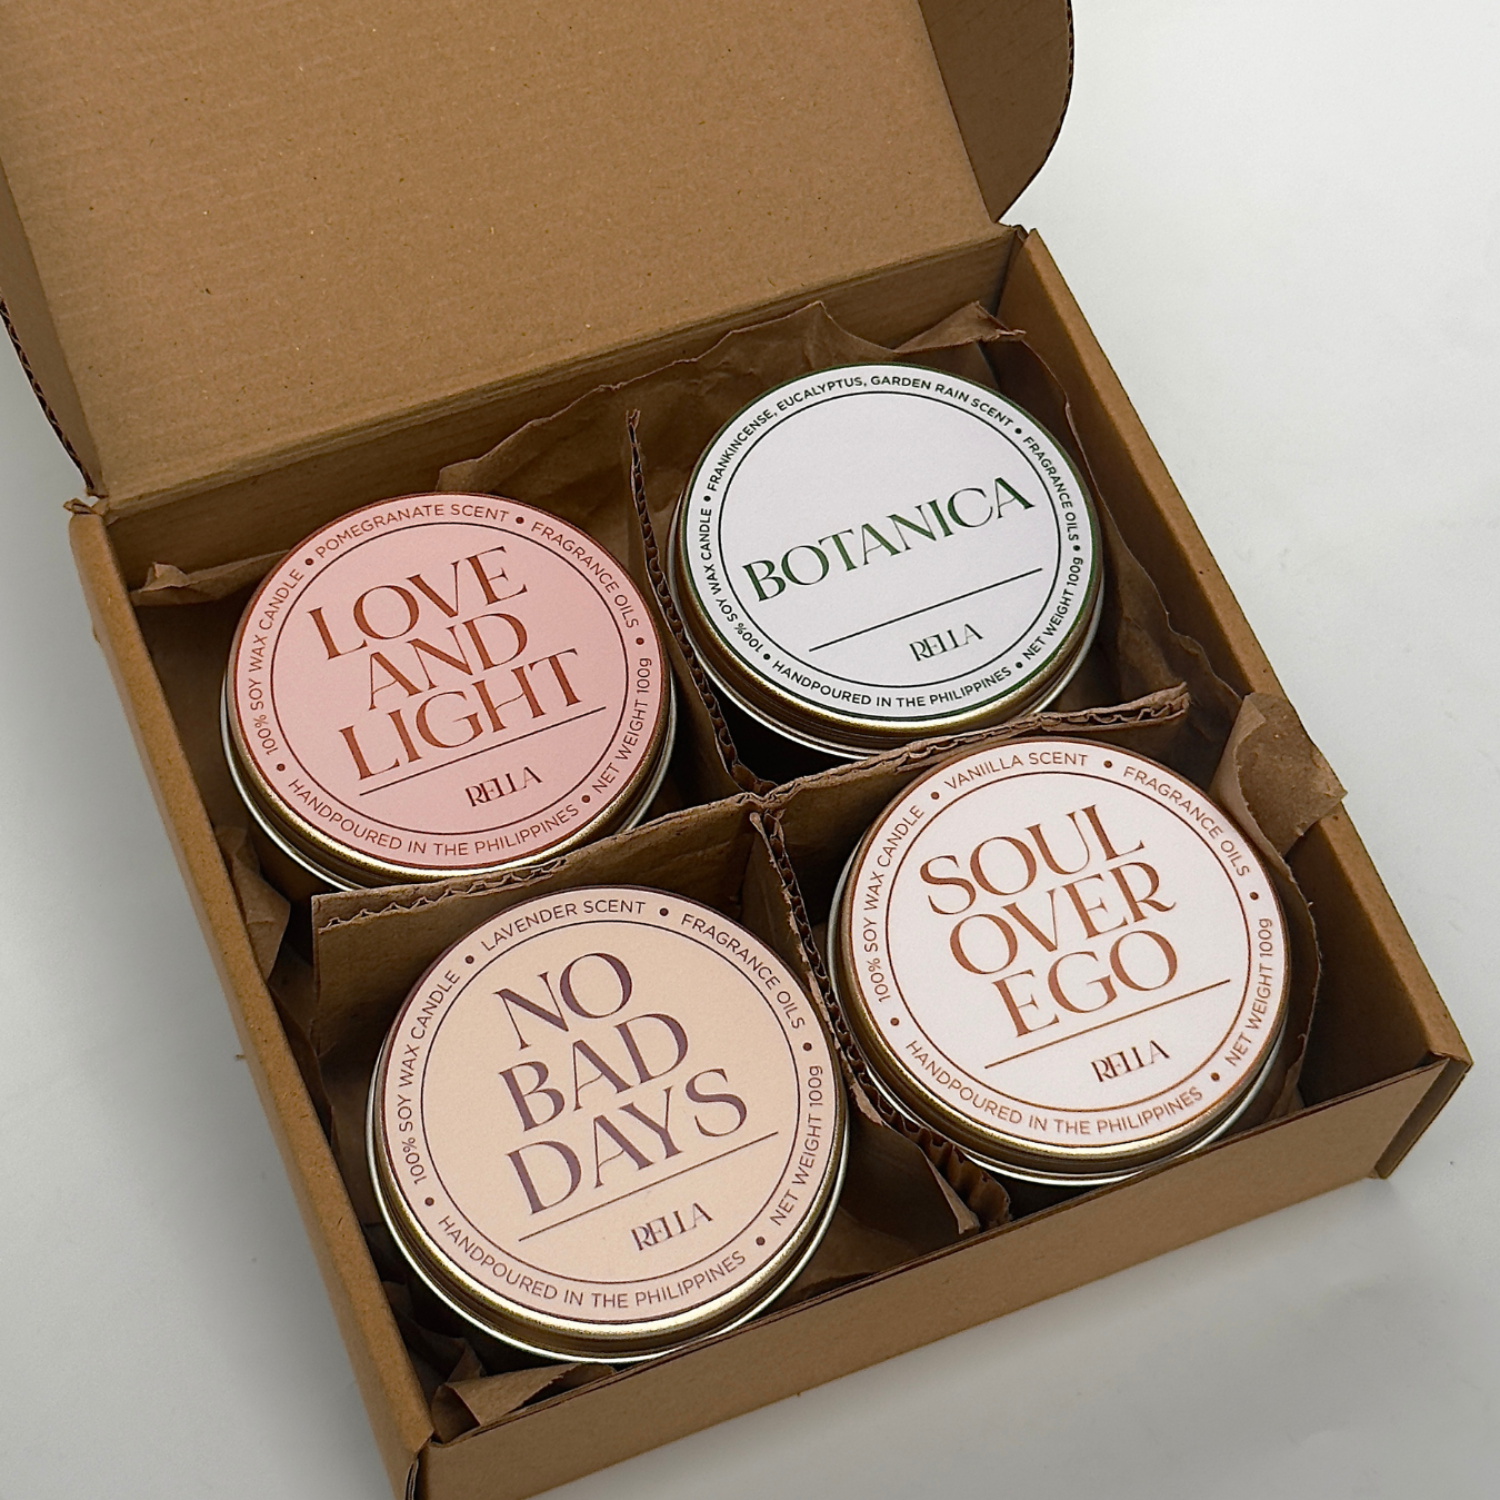 100% SOY WAX CANDLE • POMEGRANATE SCENT • FRAGRANCE OILS • NET WEIGHT 100g • HANDPOURED IN THE PHILIPPINES •
LOVE
AND
LIGHT
RELLA
100% SOY WAX CANDLE • FRANKINCENSE, EUCALYPTUS, GARDEN RAIN SCENT • FRAGRANCE OILS • NET WEIGHT 100g • HANDPOURED IN THE PHILIPPINES •
BOTANICA
RELLA
100% SOY WAX CANDLE • LAVENDER SCENT • FRAGRANCE OILS • NET WEIGHT 100g • HANDPOURED IN THE PHILIPPINES •
NO
BAD
DAYS
RELLA
100% SOY WAX CANDLE • VANIILLA SCENT • FRAGRANCE OILS • NET WEIGHT 100g • HANDPOURED IN THE PHILIPPINES •
SOUL
OVER
EGO
RELLA